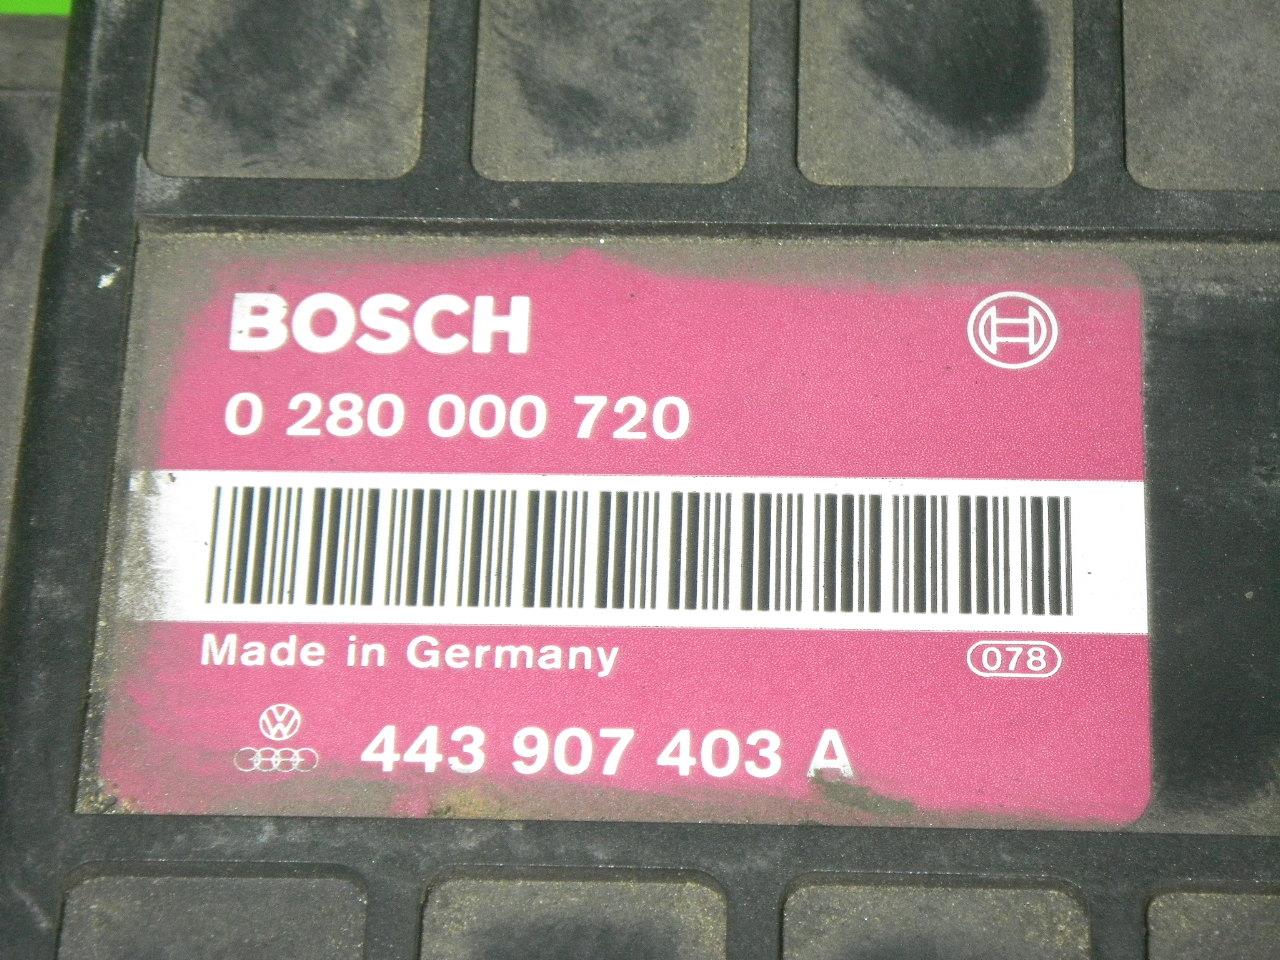 BOSCH
0 280 000 720
Made in Germany
078
443 907 403 A